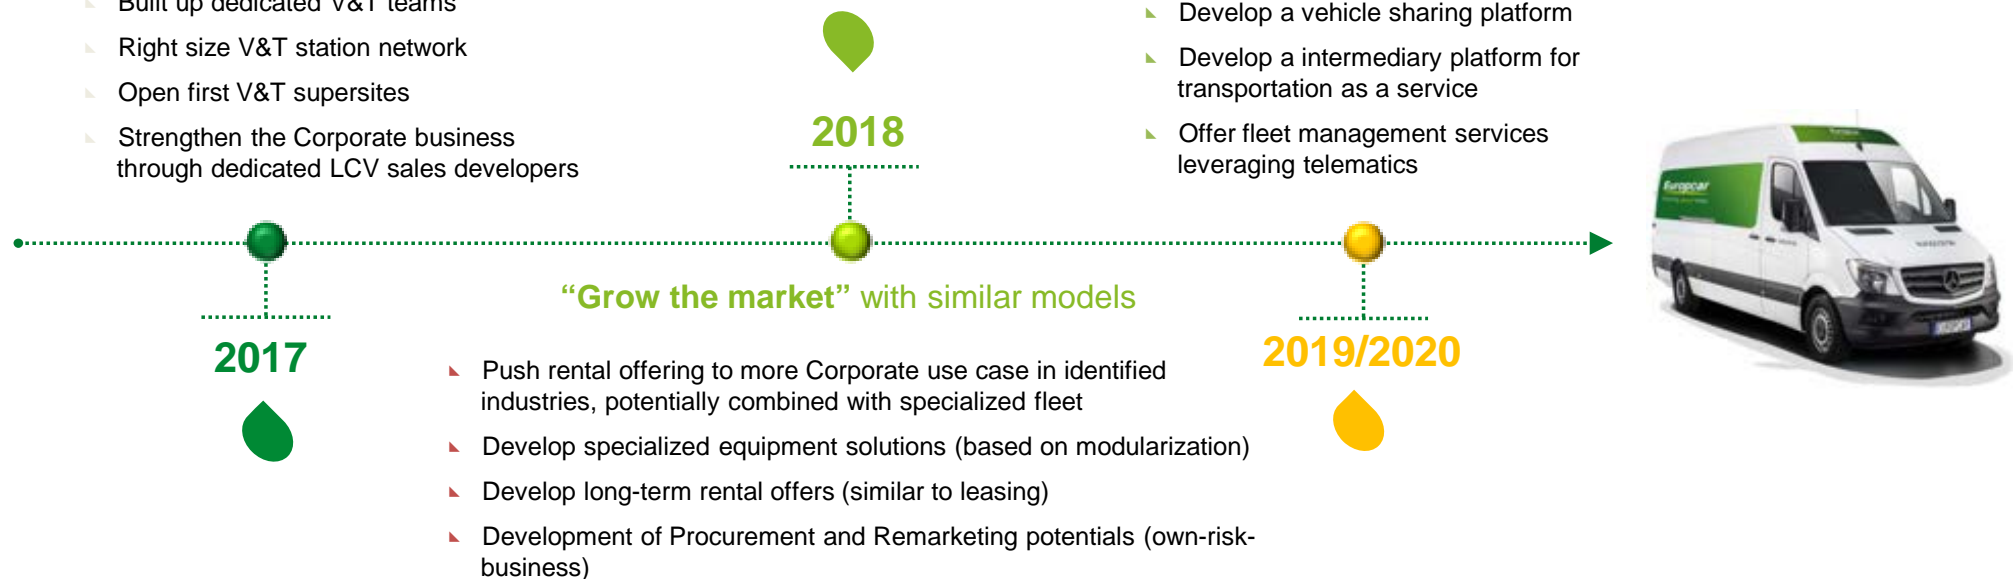 Built up dedicated V&T teams
Right size V&T station network
Open first V&T supersites
Strengthen the Corporate business
through dedicated LCV sales developers
2018
Develop a vehicle sharing platform
Develop a intermediary platform for
transportation as a service
Offer fleet management services
leveraging telematics
Europcar
“Grow the market” with similar models
2017
2019/2020
Push rental offering to more Corporate use case in identified
industries, potentially combined with specialized fleet
Develop specialized equipment solutions (based on modularization)
Develop long-term rental offers (similar to leasing)
Development of Procurement and Remarketing potentials (own-risk-
business)